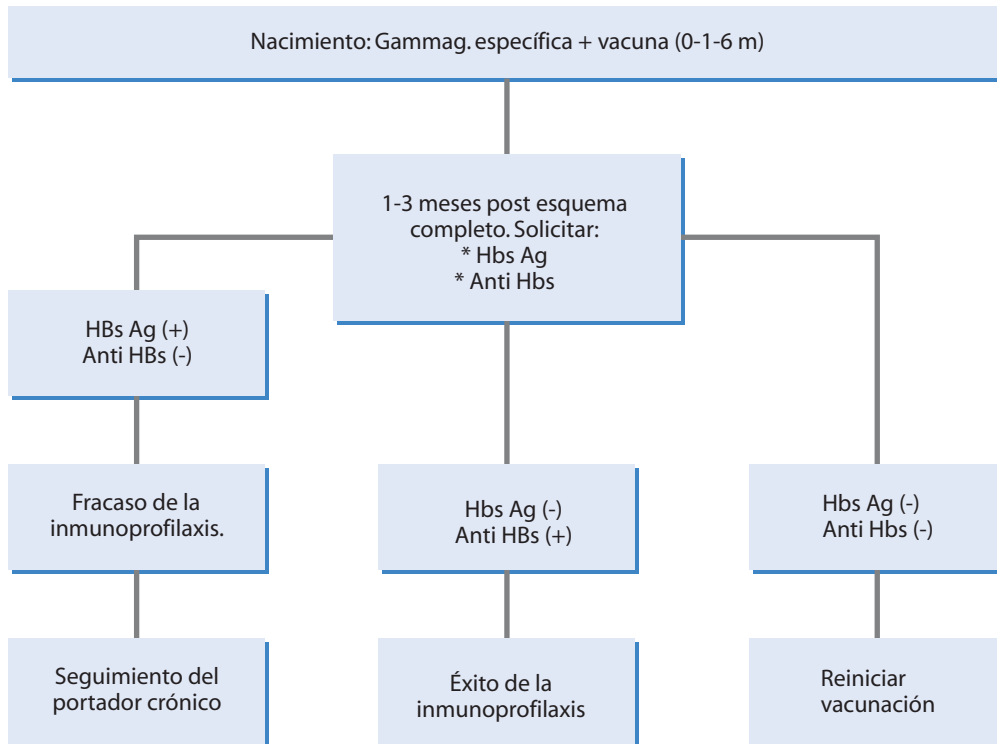 Nacimiento: Gammag. específica + vacuna (0-1-6 m)
1-3 meses post esquema
completo. Solicitar:
* Hbs Ag
* Anti Hbs
HBs Ag (+)
Anti HBs (-)
Fracaso de la
inmunoprofilaxis.
Seguimiento del
portador crónico
Hbs Ag (-)
Anti HBs (+)
Éxito de la
inmunoprofilaxis
Hbs Ag (-)
Anti Hbs (-)
Reiniciar
vacunación